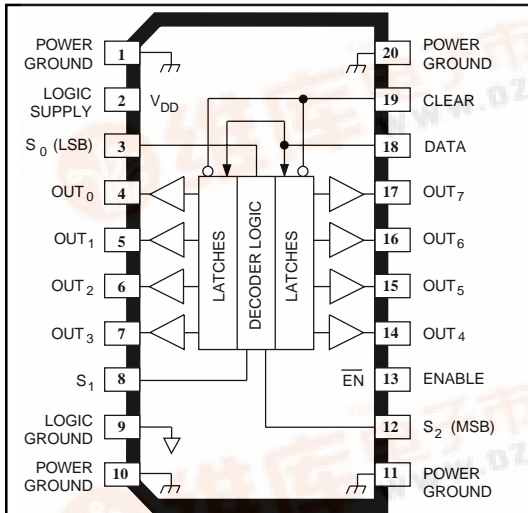 POWER GROUND 1 20 POWER GROUND
LOGIC SUPPLY 2 VDD 19 CLEAR
S0 (LSB) 3 18 DATA
OUT0 4 17 OUT7
OUT1 5 16 OUT6
OUT2 6 15 OUT5
OUT3 7 14 OUT4
LATCHES
DECODER LOGIC
LATCHES
S1 8 EN 13 ENABLE
LOGIC GROUND 9 12 S2 (MSB)
POWER GROUND 10 11 POWER GROUND